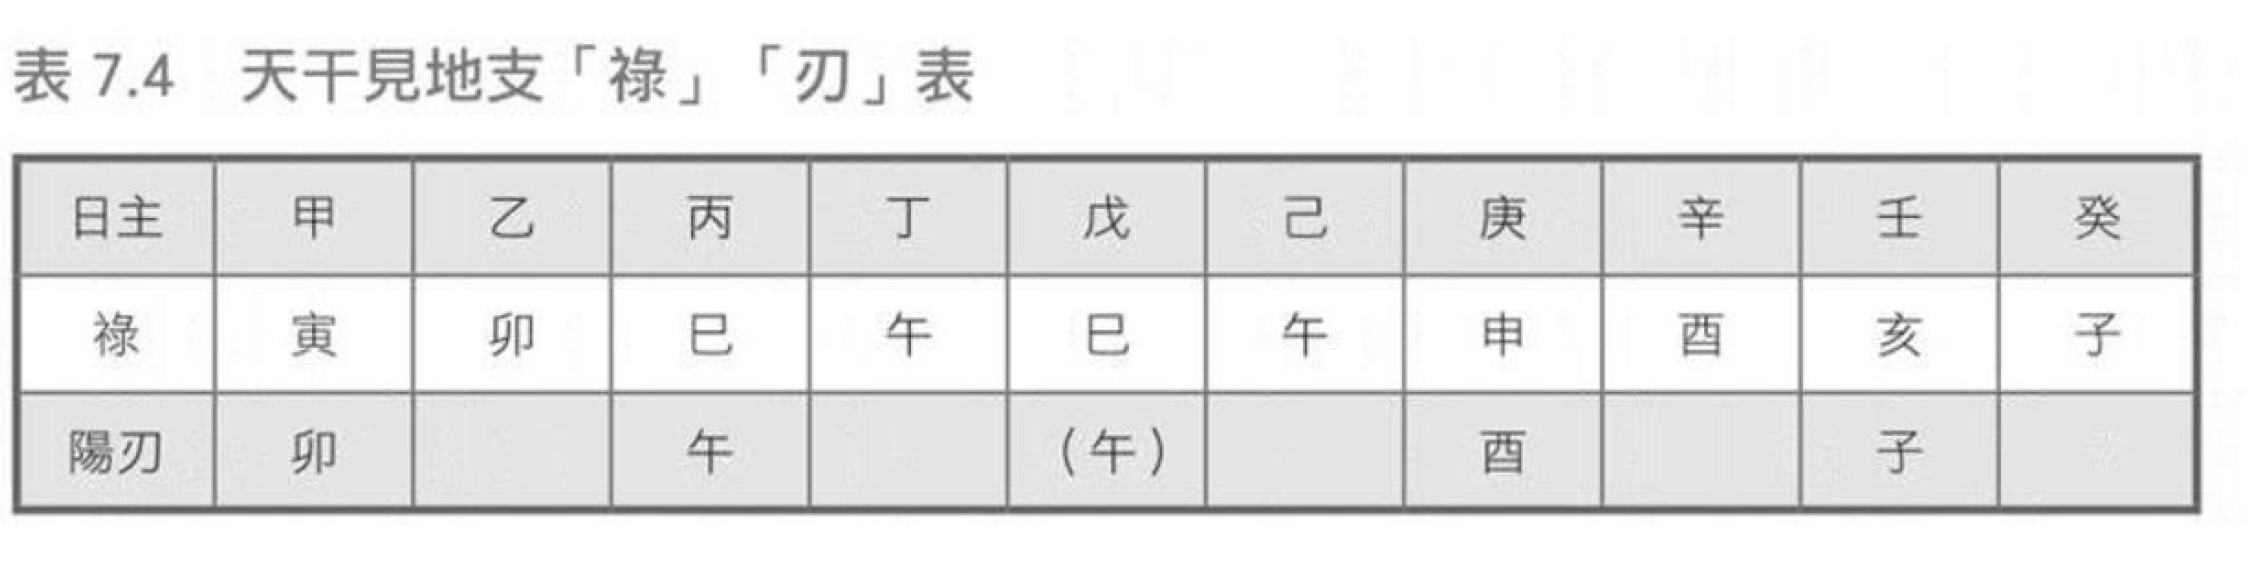 表 7.4 天干見地支「祿」「刃」表
日主 甲 乙 丙 丁 戊 己 庚 辛 壬 癸
祿 寅 卯 巳 午 巳 午 申 酉 亥 子
陽刃 卯 午 （午） 酉 子